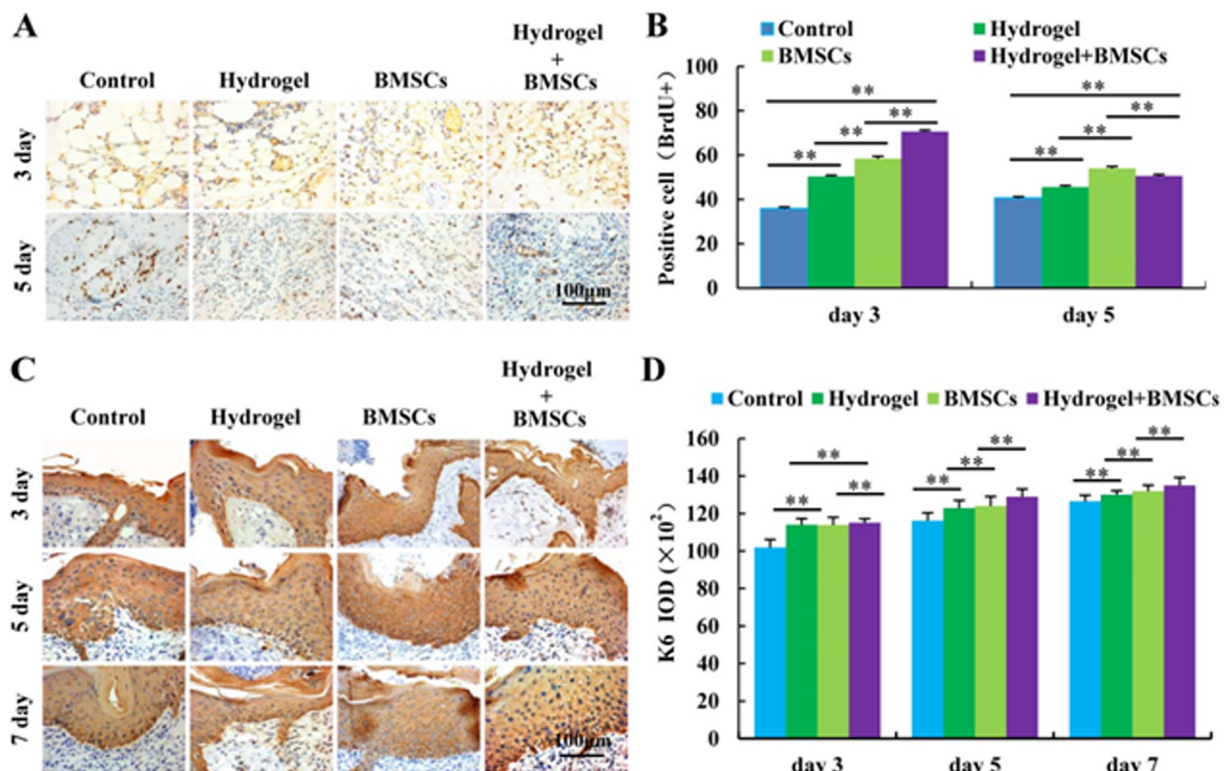 A
Control
Hydrogel
BMSCs
Hydrogel
+
BMSCs
3 day
5 day
100μm
B
Control
Hydrogel
BMSCs
Hydrogel+BMSCs
Positive cell (BrdU+)
100
80
60
40
20
0
**
**
**
**
**
**
**
**
day 3
day 5
C
Control
Hydrogel
BMSCs
Hydrogel
+
BMSCs
3 day
5 day
7 day
100μm
D
Control
Hydrogel
BMSCs
Hydrogel+BMSCs
K6 IOD (×10²)
160
140
120
100
80
60
40
20
0
**
**
**
**
**
**
**
**
**
day 3
day 5
day 7